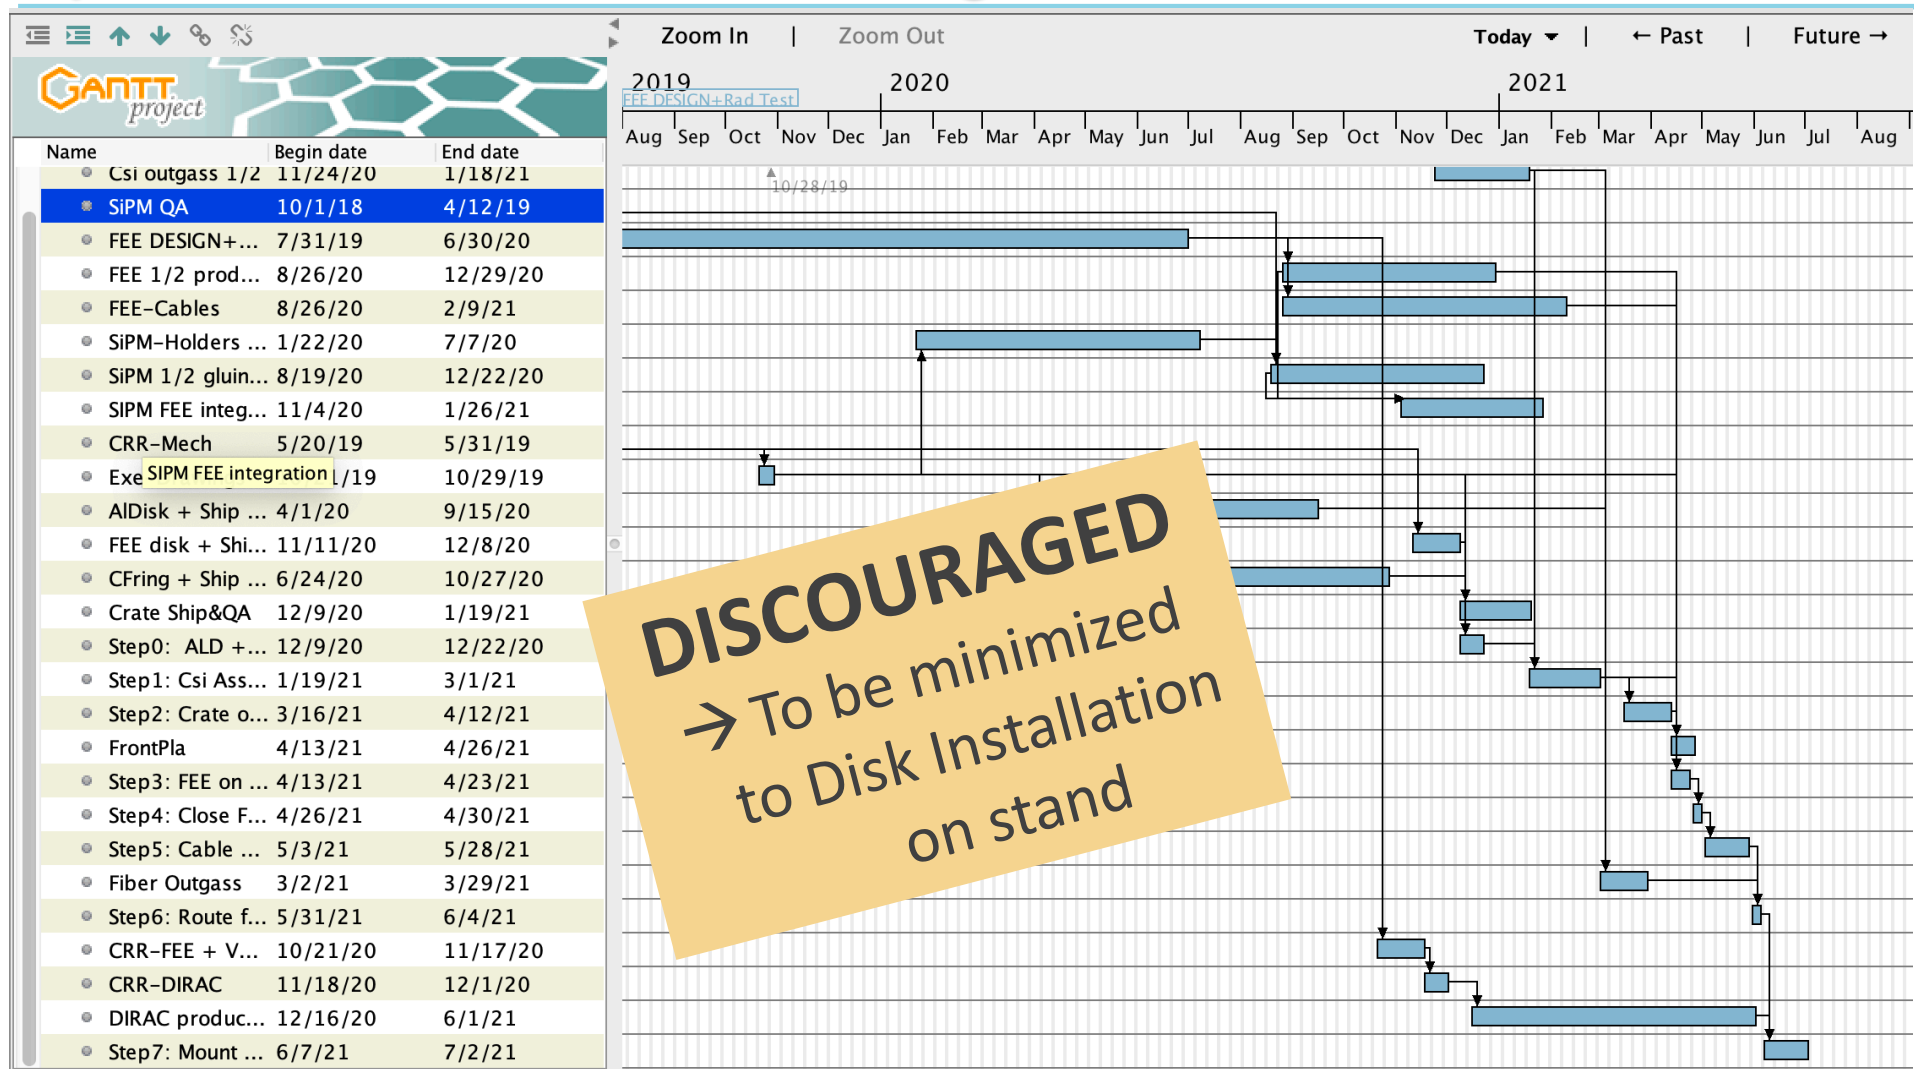 Zoom In | Zoom Out
Today | ← Past | Future →
GANTT project
2019 2020 2021
FEE DESIGN+Rad Test
Aug Sep Oct Nov Dec Jan Feb Mar Apr May Jun Jul Aug Sep Oct Nov Dec Jan Feb Mar Apr May Jun Jul Aug
Name Begin date End date
Csi outgass 1/2 11/24/20 1/18/21
10/28/19
SiPM QA 10/1/18 4/12/19
FEE DESIGN+... 7/31/19 6/30/20
FEE 1/2 prod... 8/26/20 12/29/20
FEE-Cables 8/26/20 2/9/21
SiPM-Holders ... 1/22/20 7/7/20
SiPM 1/2 gluin... 8/19/20 12/22/20
SIPM FEE integ... 11/4/20 1/26/21
CRR-Mech 5/20/19 5/31/19
SIPM FEE integration
Exe 1/19 10/29/19
AlDisk + Ship ... 4/1/20 9/15/20
FEE disk + Shi... 11/11/20 12/8/20
CFring + Ship ... 6/24/20 10/27/20
Crate Ship&QA 12/9/20 1/19/21
Step0: ALD +... 12/9/20 12/22/20
Step1: Csi Ass... 1/19/21 3/1/21
Step2: Crate o... 3/16/21 4/12/21
FrontPla 4/13/21 4/26/21
Step3: FEE on ... 4/13/21 4/23/21
Step4: Close F... 4/26/21 4/30/21
Step5: Cable ... 5/3/21 5/28/21
Fiber Outgass 3/2/21 3/29/21
Step6: Route f... 5/31/21 6/4/21
CRR-FEE + V... 10/21/20 11/17/20
CRR-DIRAC 11/18/20 12/1/20
DIRAC produc... 12/16/20 6/1/21
Step7: Mount ... 6/7/21 7/2/21
DISCOURAGED
→ To be minimized
to Disk Installation
on stand